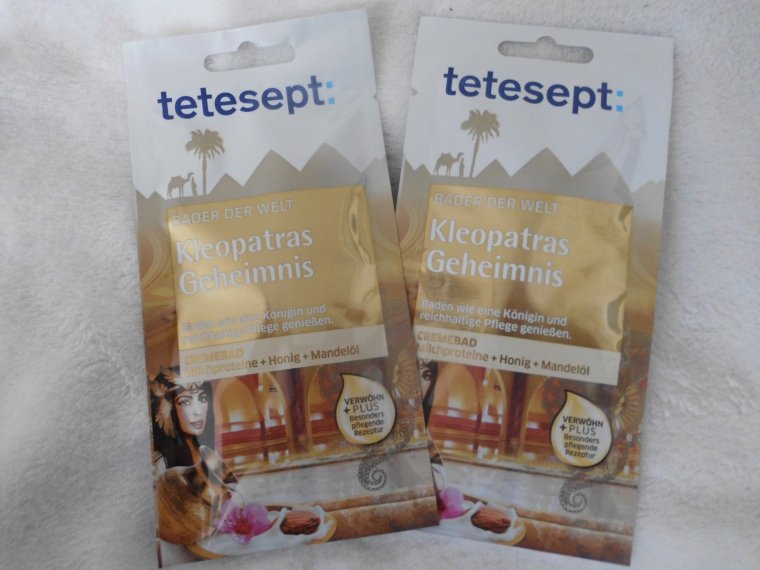 tetesept:
BÄDER DER WELT
Kleopatras
Geheimnis
Baden wie eine Königin und
reichhaltige Pflege genießen.
CREMEBAD
Milchproteine + Honig + Mandelöl
VERWÖHN
+ PLUS
Besonders
pflegende
Rezeptur
tetesept:
BÄDER DER WELT
Kleopatras
Geheimnis
Baden wie eine Königin und
reichhaltige Pflege genießen.
CREMEBAD
Milchproteine + Honig + Mandelöl
VERWÖHN
+ PLUS
Besonders
pflegende
Rezeptur